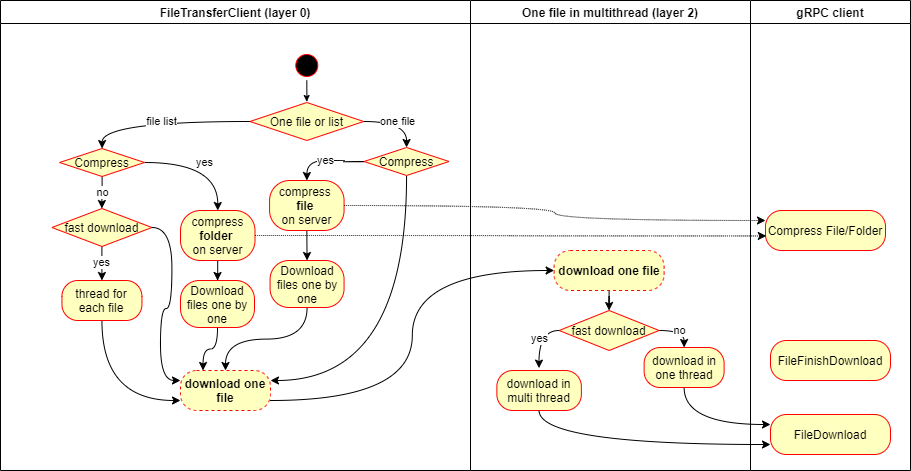 FileTransferClient (layer 0)
One file in multithread (layer 2)
gRPC client
One file or list
file list
one file
Compress
yes
yes
Compress
no
compress
file
on server
fast download
compress
folder
on server
Compress File/Folder
yes
Download
files one by
one
download one file
thread for
each file
Download
files one by
one
fast download
yes
no
download in
one thread
FileFinishDownload
download one
file
download in
multi thread
FileDownload